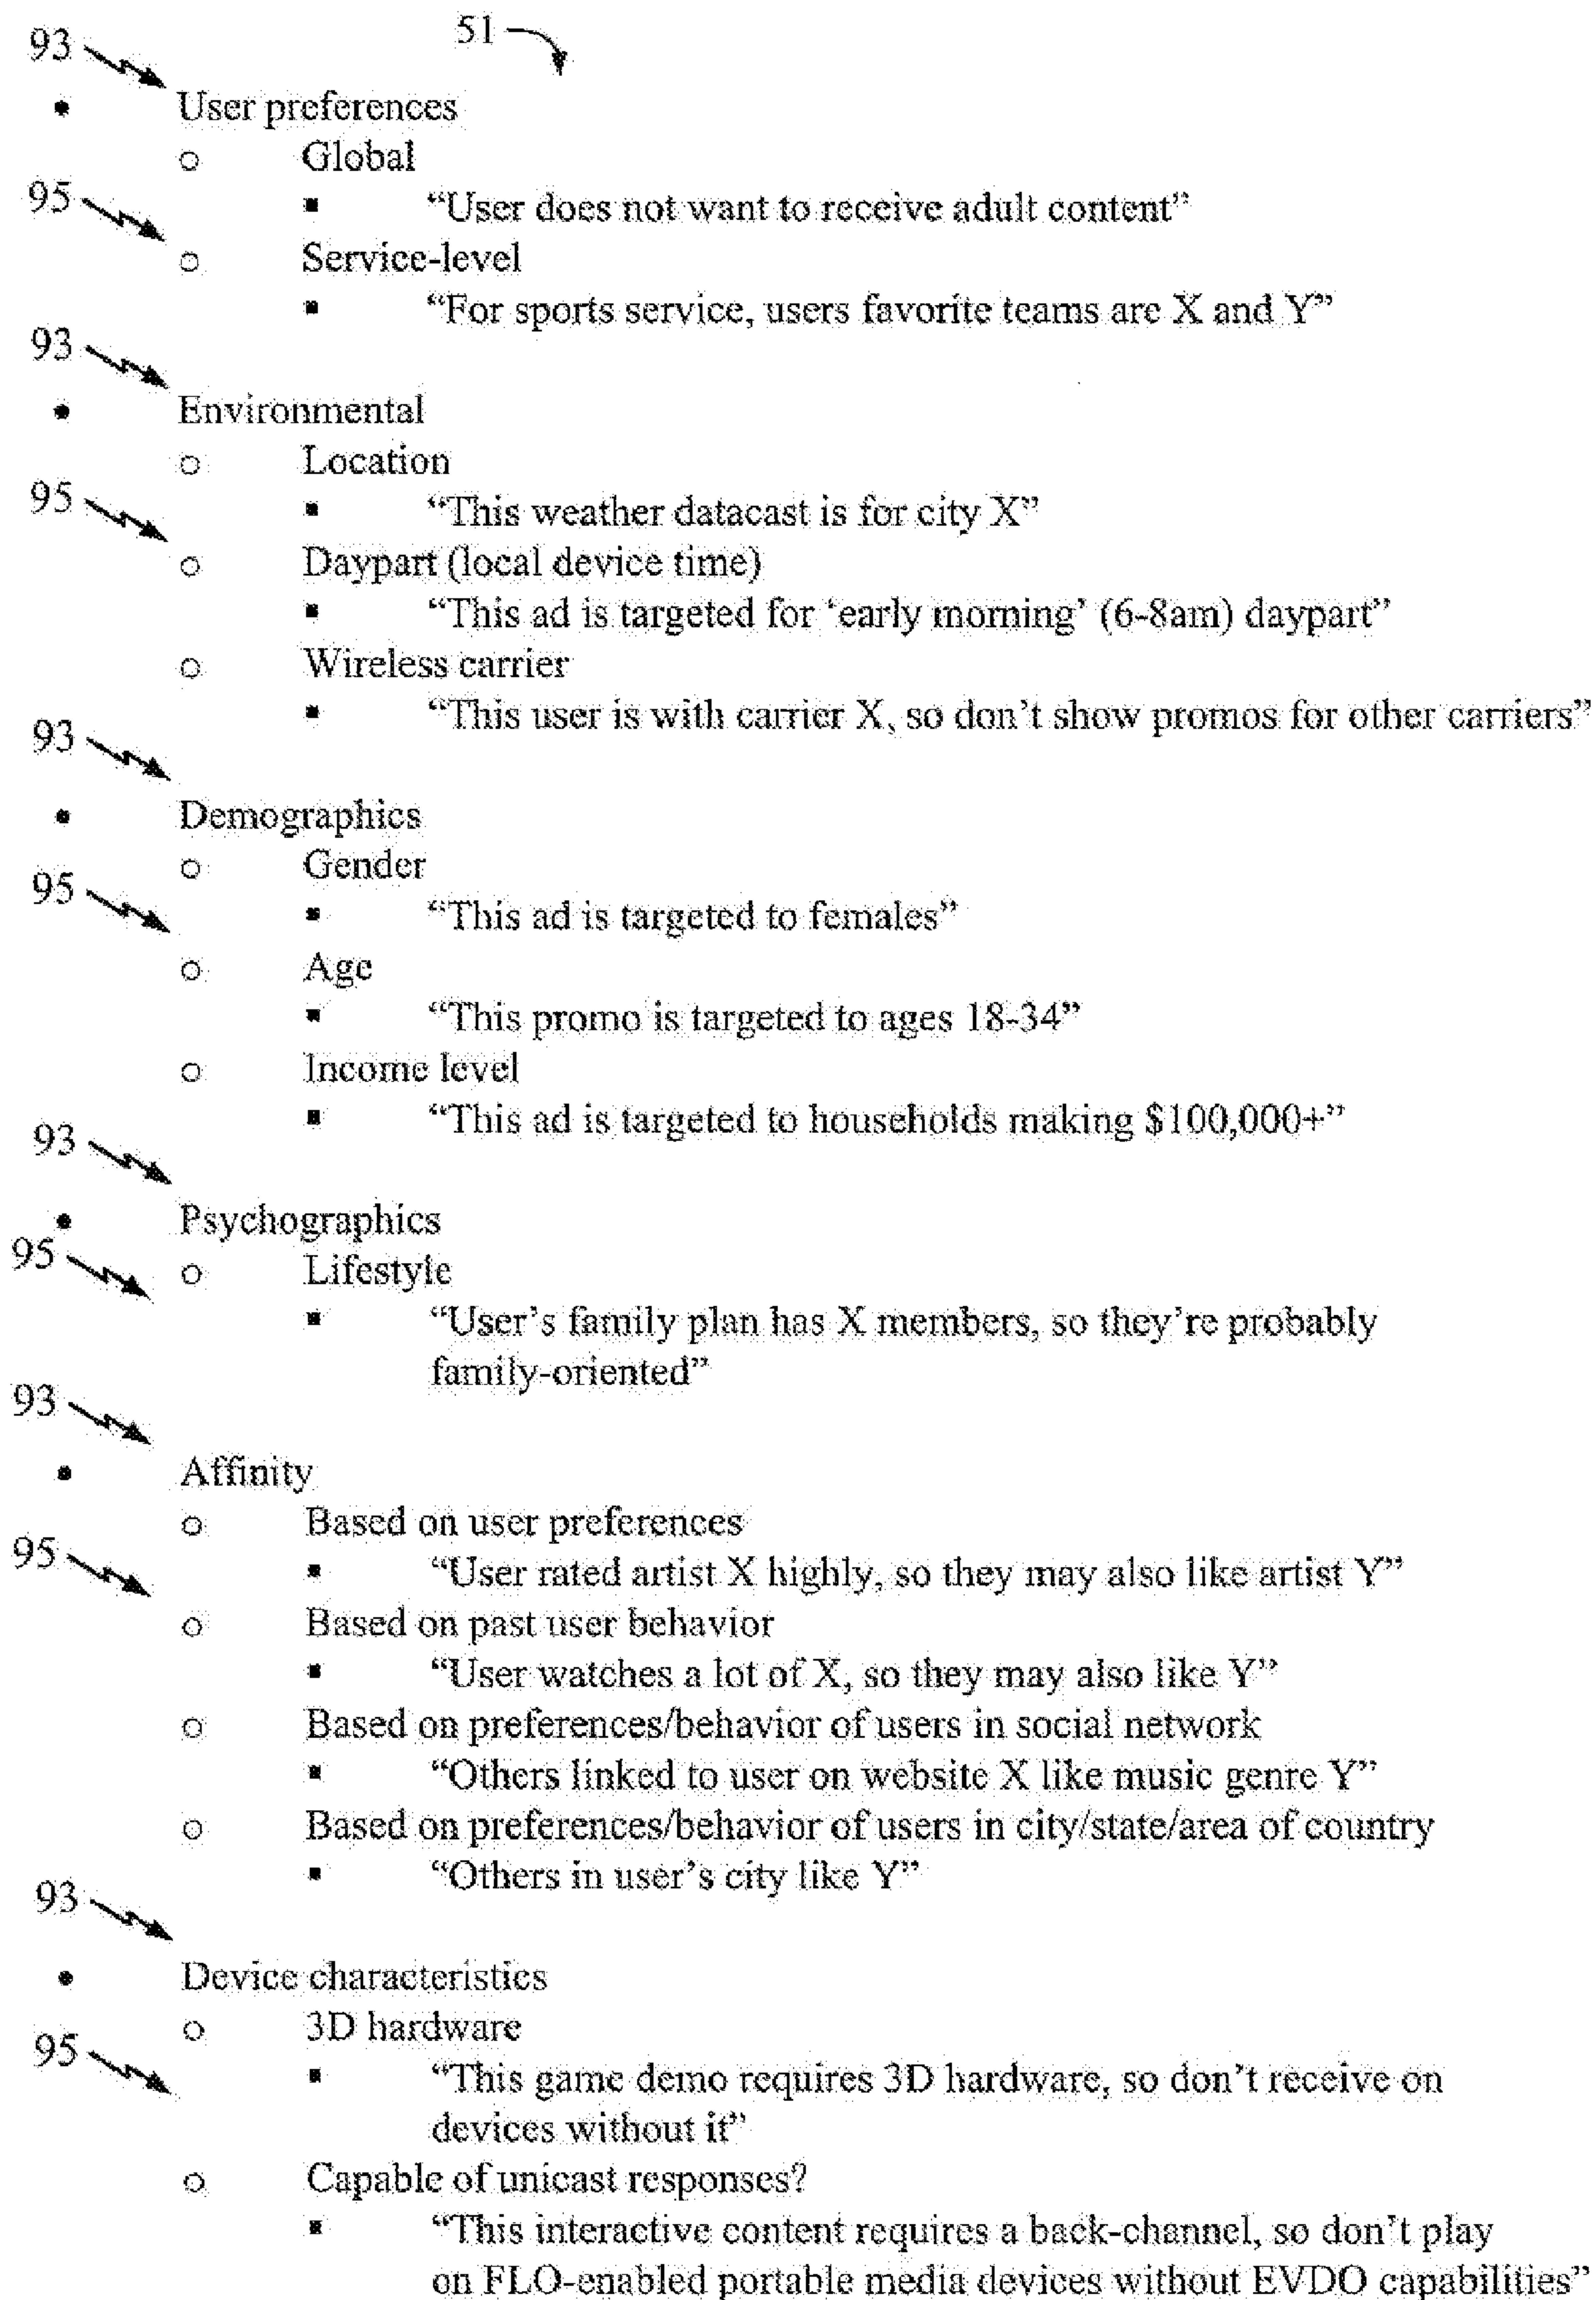 93
51
• User preferences
○ Global
95
▪ “User does not want to receive adult content”
○ Service-level
▪ “For sports service, users favorite teams are X and Y”
93
• Environmental
○ Location
95
▪ “This weather datacast is for city X”
○ Daypart (local device time)
▪ “This ad is targeted for ‘early morning’ (6-8am) daypart”
○ Wireless carrier
▪ “This user is with carrier X, so don’t show promos for other carriers”
93
• Demographics
○ Gender
95
▪ “This ad is targeted to females”
○ Age
▪ “This promo is targeted to ages 18-34”
○ Income level
▪ “This ad is targeted to households making $100,000+”
93
• Psychographics
95
○ Lifestyle
▪ “User’s family plan has X members, so they’re probably
family-oriented”
93
• Affinity
○ Based on user preferences
95
▪ “User rated artist X highly, so they may also like artist Y”
○ Based on past user behavior
▪ “User watches a lot of X, so they may also like Y”
○ Based on preferences/behavior of users in social network
▪ “Others linked to user on website X like music genre Y”
○ Based on preferences/behavior of users in city/state/area of country
▪ “Others in user’s city like Y”
93
• Device characteristics
○ 3D hardware
95
▪ “This game demo requires 3D hardware, so don’t receive on
devices without it”
○ Capable of unicast responses?
▪ “This interactive content requires a back-channel, so don’t play
on FLO-enabled portable media devices without EVDO capabilities”